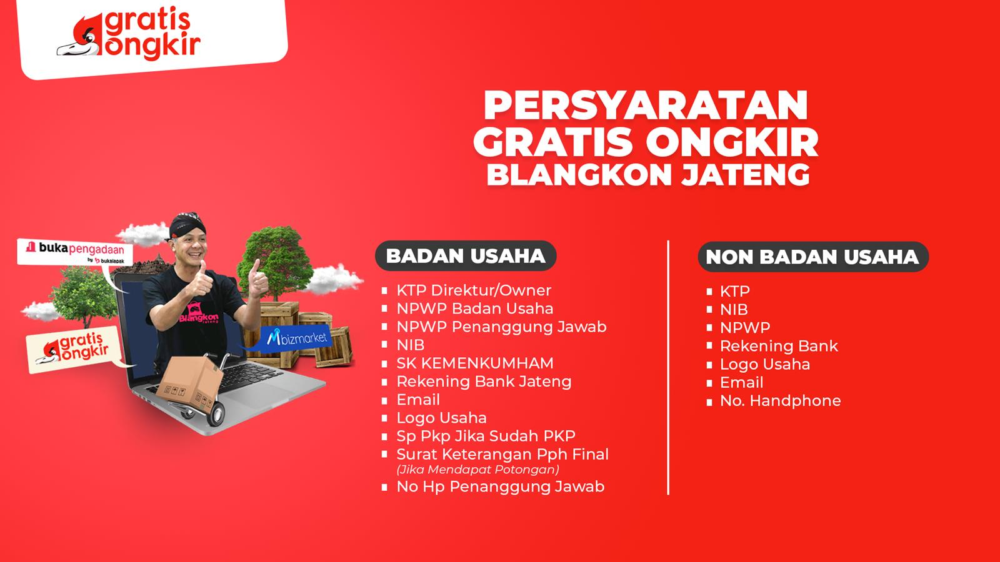 gratis
ongkir
PERSYARATAN
GRATIS ONGKIR
BLANGKON JATENG
bukapengadaan
by bukalapak
gratis
ongkir
Blangkon
Jateng
Mbizmarket
BADAN USAHA
KTP Direktur/Owner
NPWP Badan Usaha
NPWP Penanggung Jawab
NIB
SK KEMENKUMHAM
Rekening Bank Jateng
Email
Logo Usaha
Sp Pkp Jika Sudah PKP
Surat Keterangan Pph Final
(Jika Mendapat Potongan)
No Hp Penanggung Jawab
NON BADAN USAHA
KTP
NIB
NPWP
Rekening Bank
Logo Usaha
Email
No. Handphone